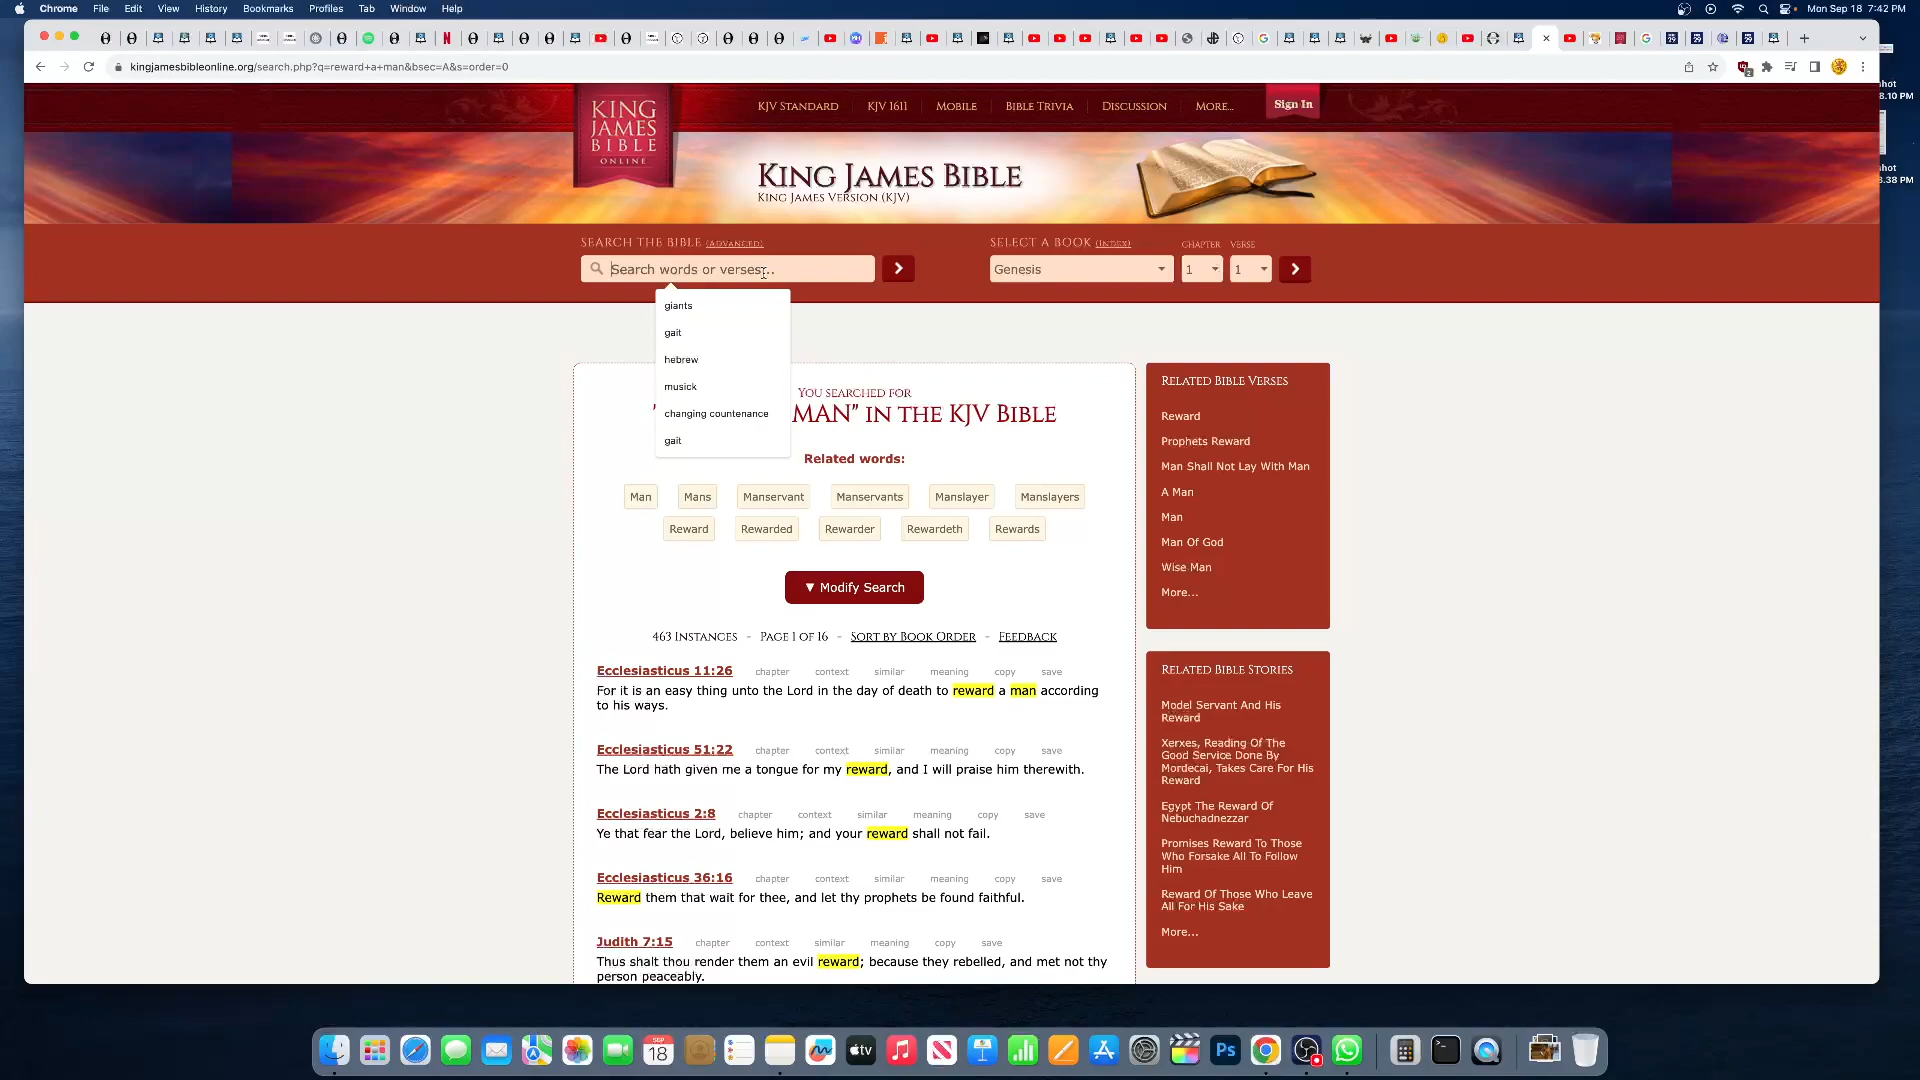 Chrome File Edit View History Bookmarks Profiles Tab Window Help Mon Sep 18 7:42 PM
kingjamesbibleonline.org/search.php?q=reward+a+man&bsec=A&s=order=0
hot
8.10 PM
hot
8.38 PM
KING
JAMES
BIBLE
ONLINE
KJV STANDARD KJV 1611 MOBILE BIBLE TRIVIA DISCUSSION MORE... Sign In
KING JAMES BIBLE
KING JAMES VERSION (KJV)
SEARCH THE BIBLE (ADVANCED) SELECT A BOOK (INDEX) CHAPTER VERSE
Search words or verses... Genesis 1 1
giants
gait
hebrew
musick
changing countenance
gait
YOU SEARCHED FOR
MAN" IN THE KJV BIBLE
Related words:
Man Mans Manservant Manservants Manslayer Manslayers
Reward Rewarded Rewarder Rewardeth Rewards
▼ Modify Search
463 INSTANCES - PAGE 1 OF 16 - SORT BY BOOK ORDER - FEEDBACK
Ecclesiasticus 11:26 chapter context similar meaning copy save
For it is an easy thing unto the Lord in the day of death to reward a man according
to his ways.
Ecclesiasticus 51:22 chapter context similar meaning copy save
The Lord hath given me a tongue for my reward, and I will praise him therewith.
Ecclesiasticus 2:8 chapter context similar meaning copy save
Ye that fear the Lord, believe him; and your reward shall not fail.
Ecclesiasticus 36:16 chapter context similar meaning copy save
Reward them that wait for thee, and let thy prophets be found faithful.
Judith 7:15 chapter context similar meaning copy save
Thus shalt thou render them an evil reward; because they rebelled, and met not thy
person peaceably.
RELATED BIBLE VERSES
Reward
Prophets Reward
Man Shall Not Lay With Man
A Man
Man
Man Of God
Wise Man
More...
RELATED BIBLE STORIES
Model Servant And His
Reward
Xerxes, Reading Of The
Good Service Done By
Mordecai, Takes Care For His
Reward
Egypt The Reward Of
Nebuchadnezzar
Promises Reward To Those
Who Forsake All To Follow
Him
Reward Of Those Who Leave
All For His Sake
More...
SEP
18
tv
Ps